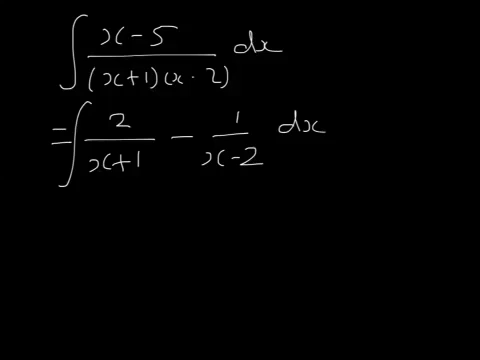 ∫ (x-5)/((x+1)(x-2)) dx
= ∫ 2/(x+1) - 1/(x-2) dx